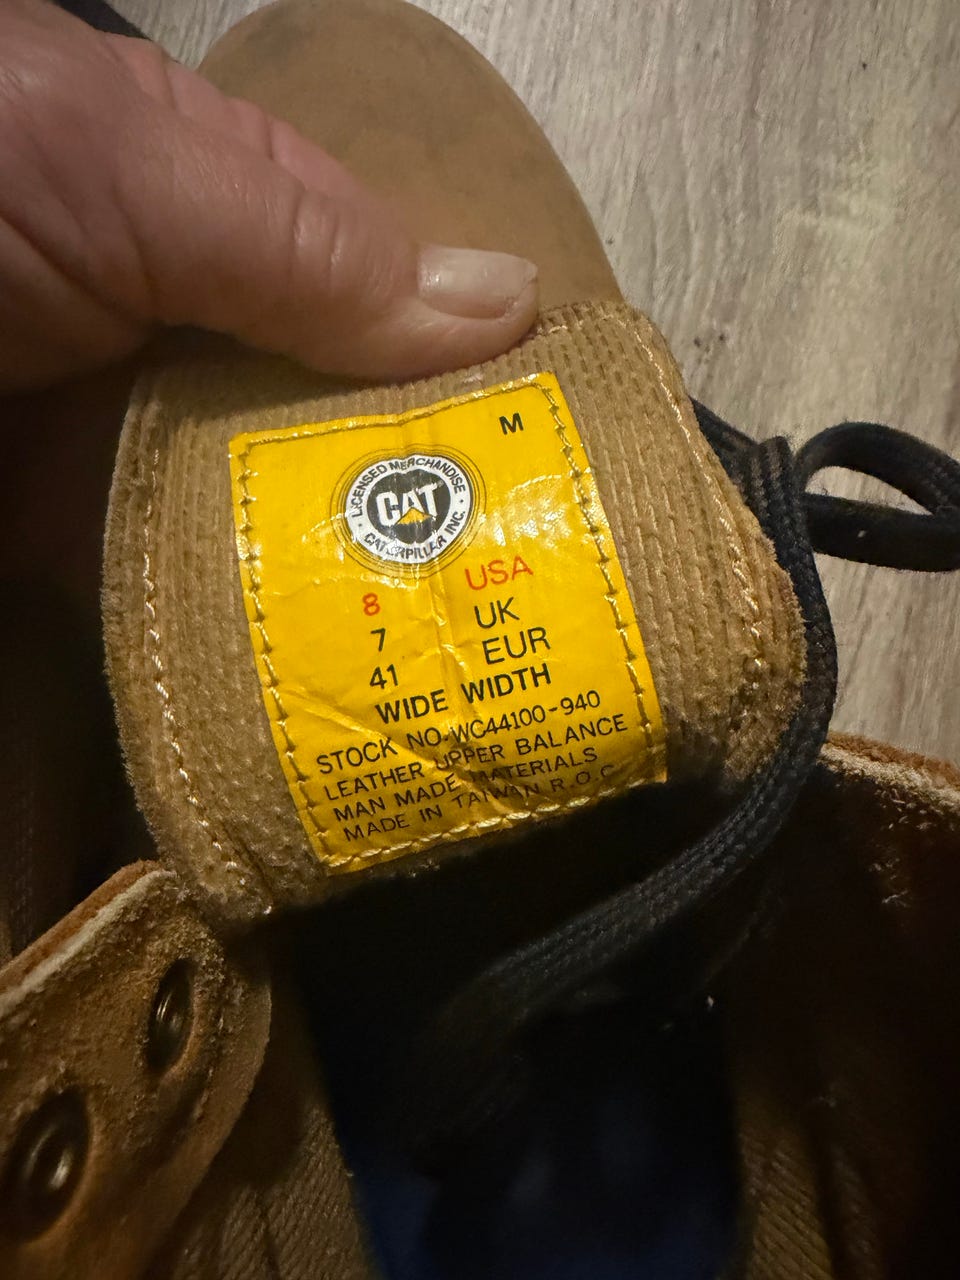 M
LICENSED MERCHANDISE
CAT
CATERPILLAR INC.
8 USA
7 UK
41 EUR
WIDE WIDTH
STOCK NO. WC44100-940
LEATHER UPPER BALANCE
MAN MADE MATERIALS
MADE IN TAIWAN R.O.C.